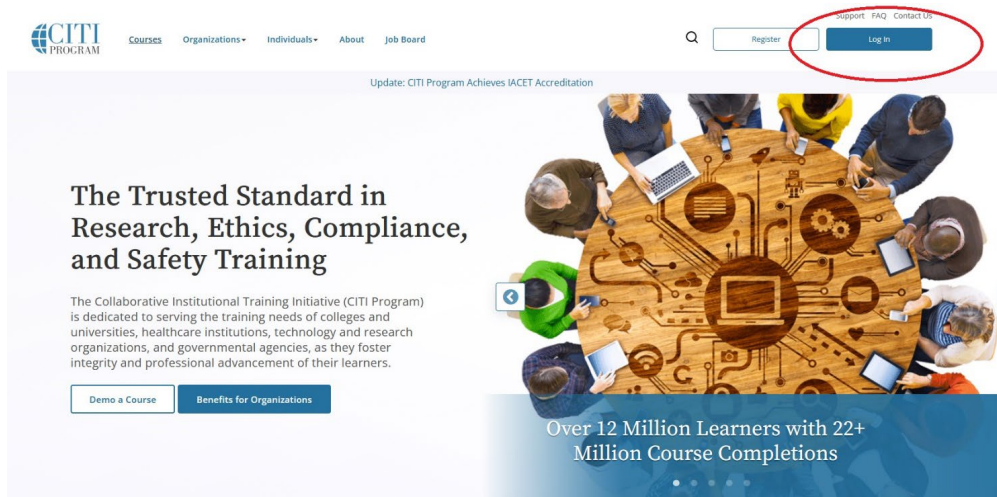 Support FAQ Contact Us
CITI
PROGRAM
Courses Organizations Individuals About Job Board
Register
Log In
Update: CITI Program Achieves IACET Accreditation
The Trusted Standard in
Research, Ethics, Compliance,
and Safety Training
The Collaborative Institutional Training Initiative (CITI Program)
is dedicated to serving the training needs of colleges and
universities, healthcare institutions, technology and research
organizations, and governmental agencies, as they foster
integrity and professional advancement of their learners.
Demo a Course
Benefits for Organizations
Over 12 Million Learners with 22+
Million Course Completions